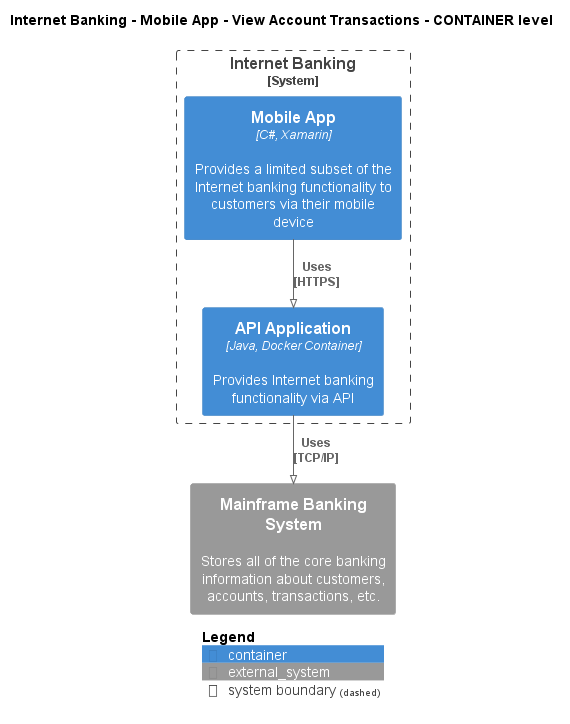 Internet Banking - Mobile App - View Account Transactions - CONTAINER level
Internet Banking
[System]
Mobile App
[C#, Xamarin]
Provides a limited subset of the
Internet banking functionality to
customers via their mobile
device
Uses
[HTTPS]
API Application
[Java, Docker Container]
Provides Internet banking
functionality via API
Uses
[TCP/IP]
Mainframe Banking
System
Stores all of the core banking
information about customers,
accounts, transactions, etc.
Legend
container
external_system
system boundary (dashed)